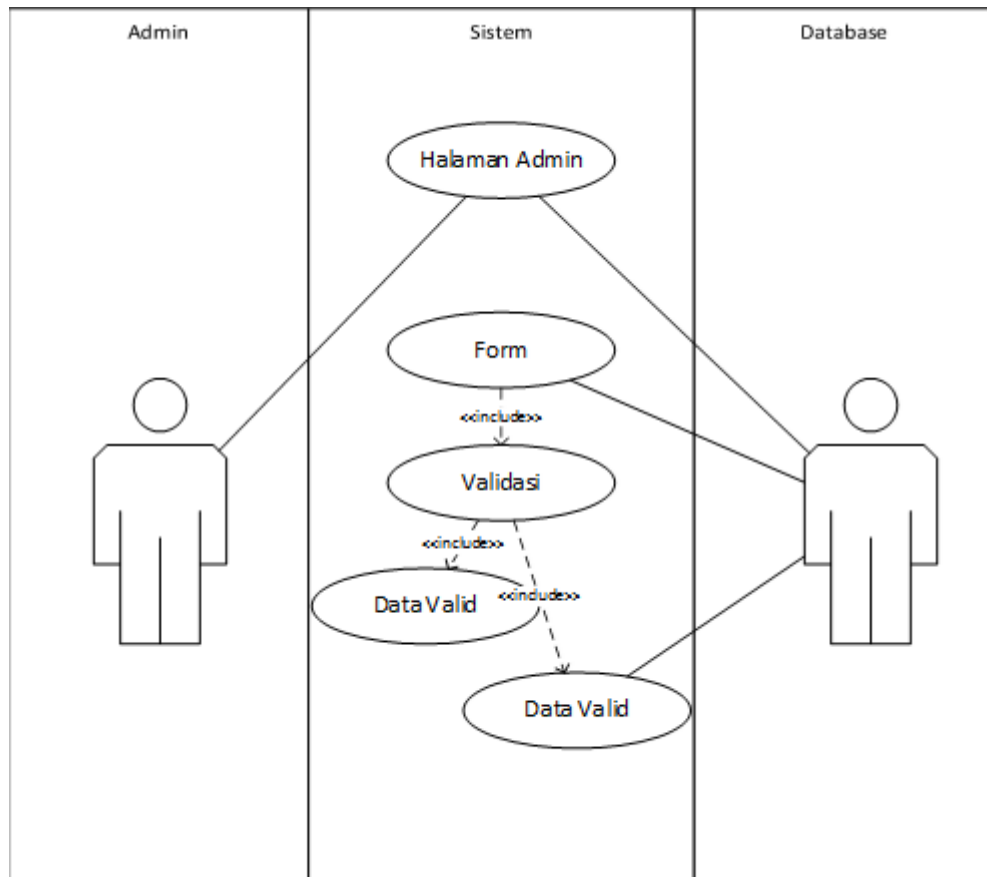 Admin
Sistem
Database
Halaman Admin
Form
<<include>>
Validasi
<<include>>
Data Valid
<<include>>
Data Valid